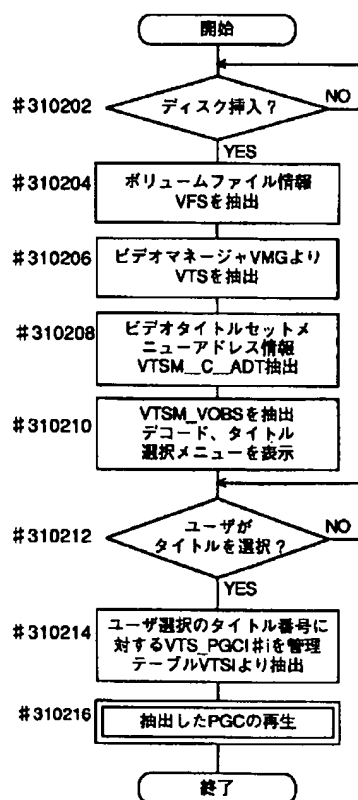 開始
#310202
ディスク挿入?
NO
YES
#310204
ボリュームファイル情報
VFSを抽出
#310206
ビデオマネージャVMGより
VTSを抽出
#310208
ビデオタイトルセットメ
ニューアドレス情報
VTSM__C__ADT抽出
#310210
VTSM_VOBSを抽出
デコード、タイトル
選択メニューを表示
#310212
ユーザが
タイトルを選択?
NO
YES
#310214
ユーザ選択のタイトル番号に
対するVTS_PGCI#iを管理
テーブルVTSIより抽出
#310216
抽出したPGCの再生
終了